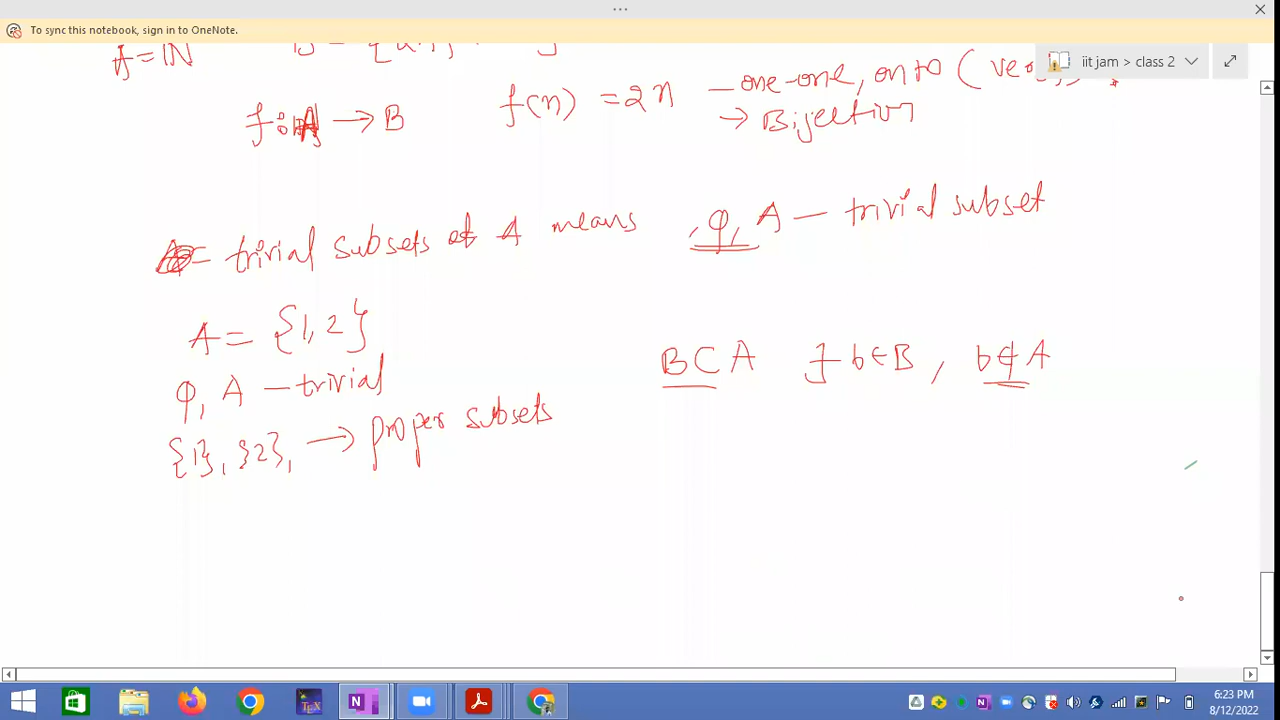 To sync this notebook, sign in to OneNote.
iit jam > class 2
A = IN
f: A → B f(n) = 2n — one-one, onto
→ Bijection
trivial subsets of A means , φ, A — trivial subset
A = {1, 2}
φ, A — trivial
{1}, {2}, → proper subsets
B ⊂ A b ∈ B, b ∉ A
6:23 PM
8/12/2022